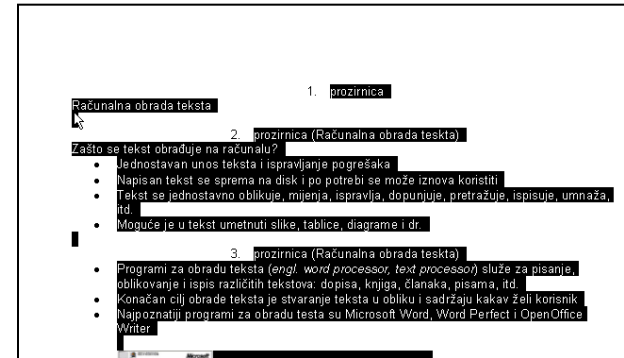 1. prozirnica
Računalna obrada teksta
2. prozirnica (Računalna obrada teskta)
Zašto se tekst obrađuje na računalu?
• Jednostavan unos teksta i ispravljanje pogrešaka
• Napisan tekst se sprema na disk i po potrebi se može iznova koristiti
• Tekst se jednostavno oblikuje, mijenja, ispravlja, dopunjuje, pretražuje, ispisuje, umnaža,
itd.
• Moguće je u tekst umetnuti slike, tablice, diagrame i dr.
3. prozirnica (Računalna obrada teskta)
• Programi za obradu teksta (engl. word processor, text processor) služe za pisanje,
oblikovanje i ispis različitih tekstova: dopisa, knjiga, članaka, pisama, itd.
• Konačan cilj obrade teksta je stvaranje teksta u obliku i sadržaju kakav želi korisnik
• Najpoznatiji programi za obradu testa su Microsoft Word, Word Perfect i OpenOffice
Writer
Microsoft